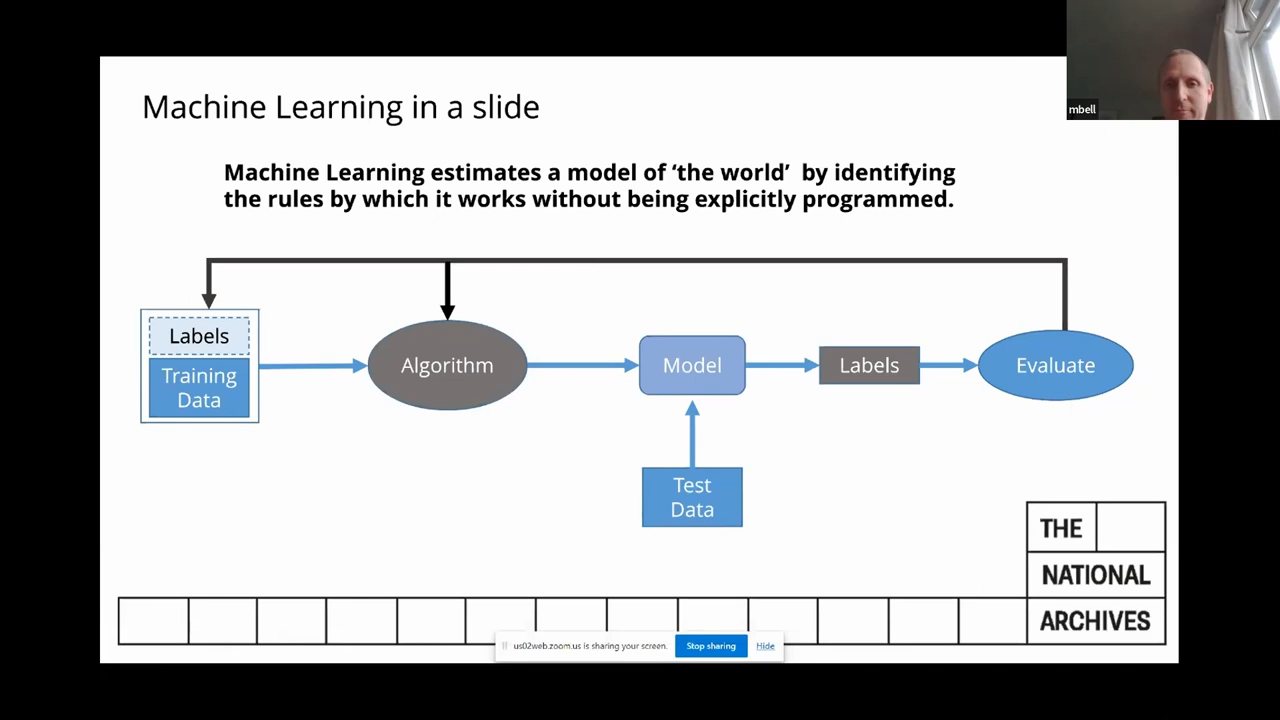 mbell
Machine Learning in a slide
Machine Learning estimates a model of ‘the world’ by identifying
the rules by which it works without being explicitly programmed.
Labels
Training
Data
Algorithm
Model
Labels
Evaluate
Test
Data
THE
NATIONAL
ARCHIVES
us02web.zoom.us is sharing your screen.
Stop sharing
Hide